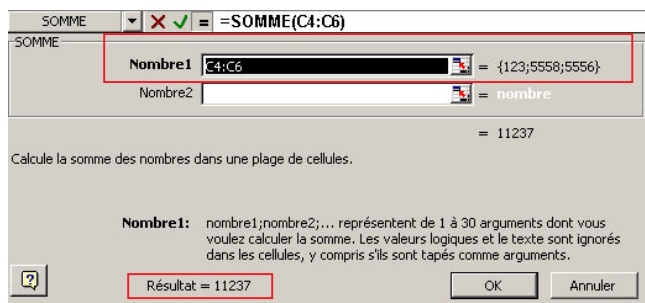 SOMME = =SOMME(C4:C6)
SOMME
Nombre1 C4:C6 = {123;5558;5556}
Nombre2 = nombre
= 11237
Calcule la somme des nombres dans une plage de cellules.
Nombre1: nombre1;nombre2;... représentent de 1 à 30 arguments dont vous
voulez calculer la somme. Les valeurs logiques et le texte sont ignorés
dans les cellules, y compris s'ils sont tapés comme arguments.
? Résultat = 11237 OK Annuler